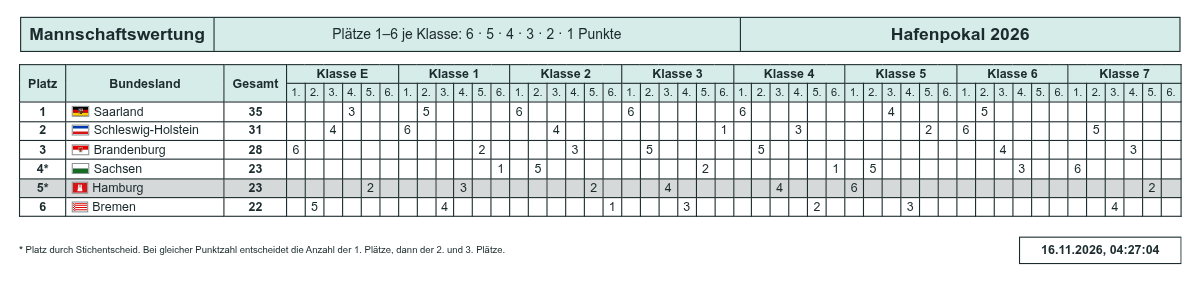 Mannschaftswertung Plätze 1–6 je Klasse: 6 · 5 · 4 · 3 · 2 · 1 Punkte Hafenpokal 2026
Platz Bundesland Gesamt Klasse E Klasse 1 Klasse 2 Klasse 3 Klasse 4 Klasse 5 Klasse 6 Klasse 7
1. 2. 3. 4. 5. 6. 1. 2. 3. 4. 5. 6. 1. 2. 3. 4. 5. 6. 1. 2. 3. 4. 5. 6. 1. 2. 3. 4. 5. 6. 1. 2. 3. 4. 5. 6. 1. 2. 3. 4. 5. 6. 1. 2. 3. 4. 5. 6.
1 Saarland 35 3 5 6 6 6 4 5
2 Schleswig-Holstein 31 4 6 4 1 3 2 6 5
3 Brandenburg 28 6 2 3 5 5 4 3
4* Sachsen 23 1 5 2 1 5 3 6
5* Hamburg 23 2 3 2 4 4 6 2
6 Bremen 22 5 4 1 3 2 3 4
* Platz durch Stichentscheid. Bei gleicher Punktzahl entscheidet die Anzahl der 1. Plätze, dann der 2. und 3. Plätze.
16.11.2026, 04:27:04